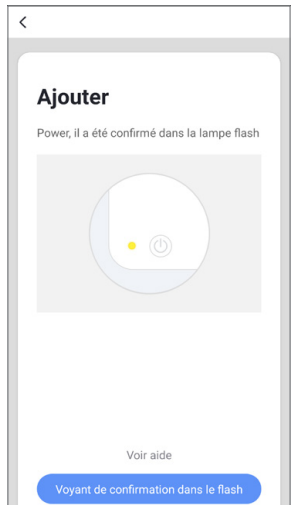 Ajouter
Power, il a été confirmé dans la lampe flash
Voir aide
Voyant de confirmation dans le flash